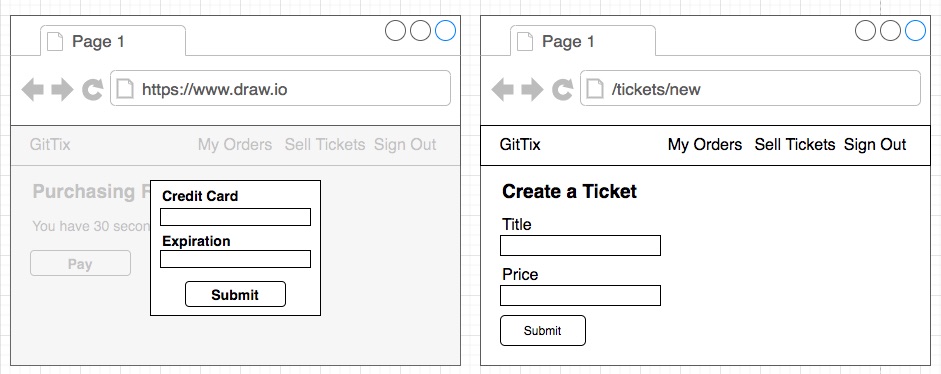 Page 1
https://www.draw.io
GitTix My Orders Sell Tickets Sign Out
Purchasing
You have 30 secon
Pay
Credit Card
Expiration
Submit
Page 1
/tickets/new
GitTix My Orders Sell Tickets Sign Out
Create a Ticket
Title
Price
Submit